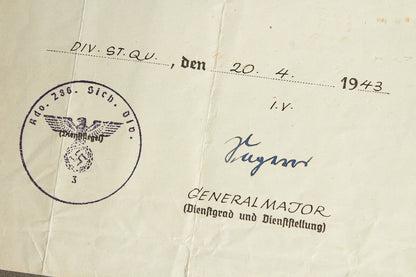 DIV. ST. QU., den 20. 4. 1943
I.V.
GENERALMAJOR
(Dienstgrad und Dienststellung)
Kdo. 286. Sich. Div.
(Dienstsiegel)
3